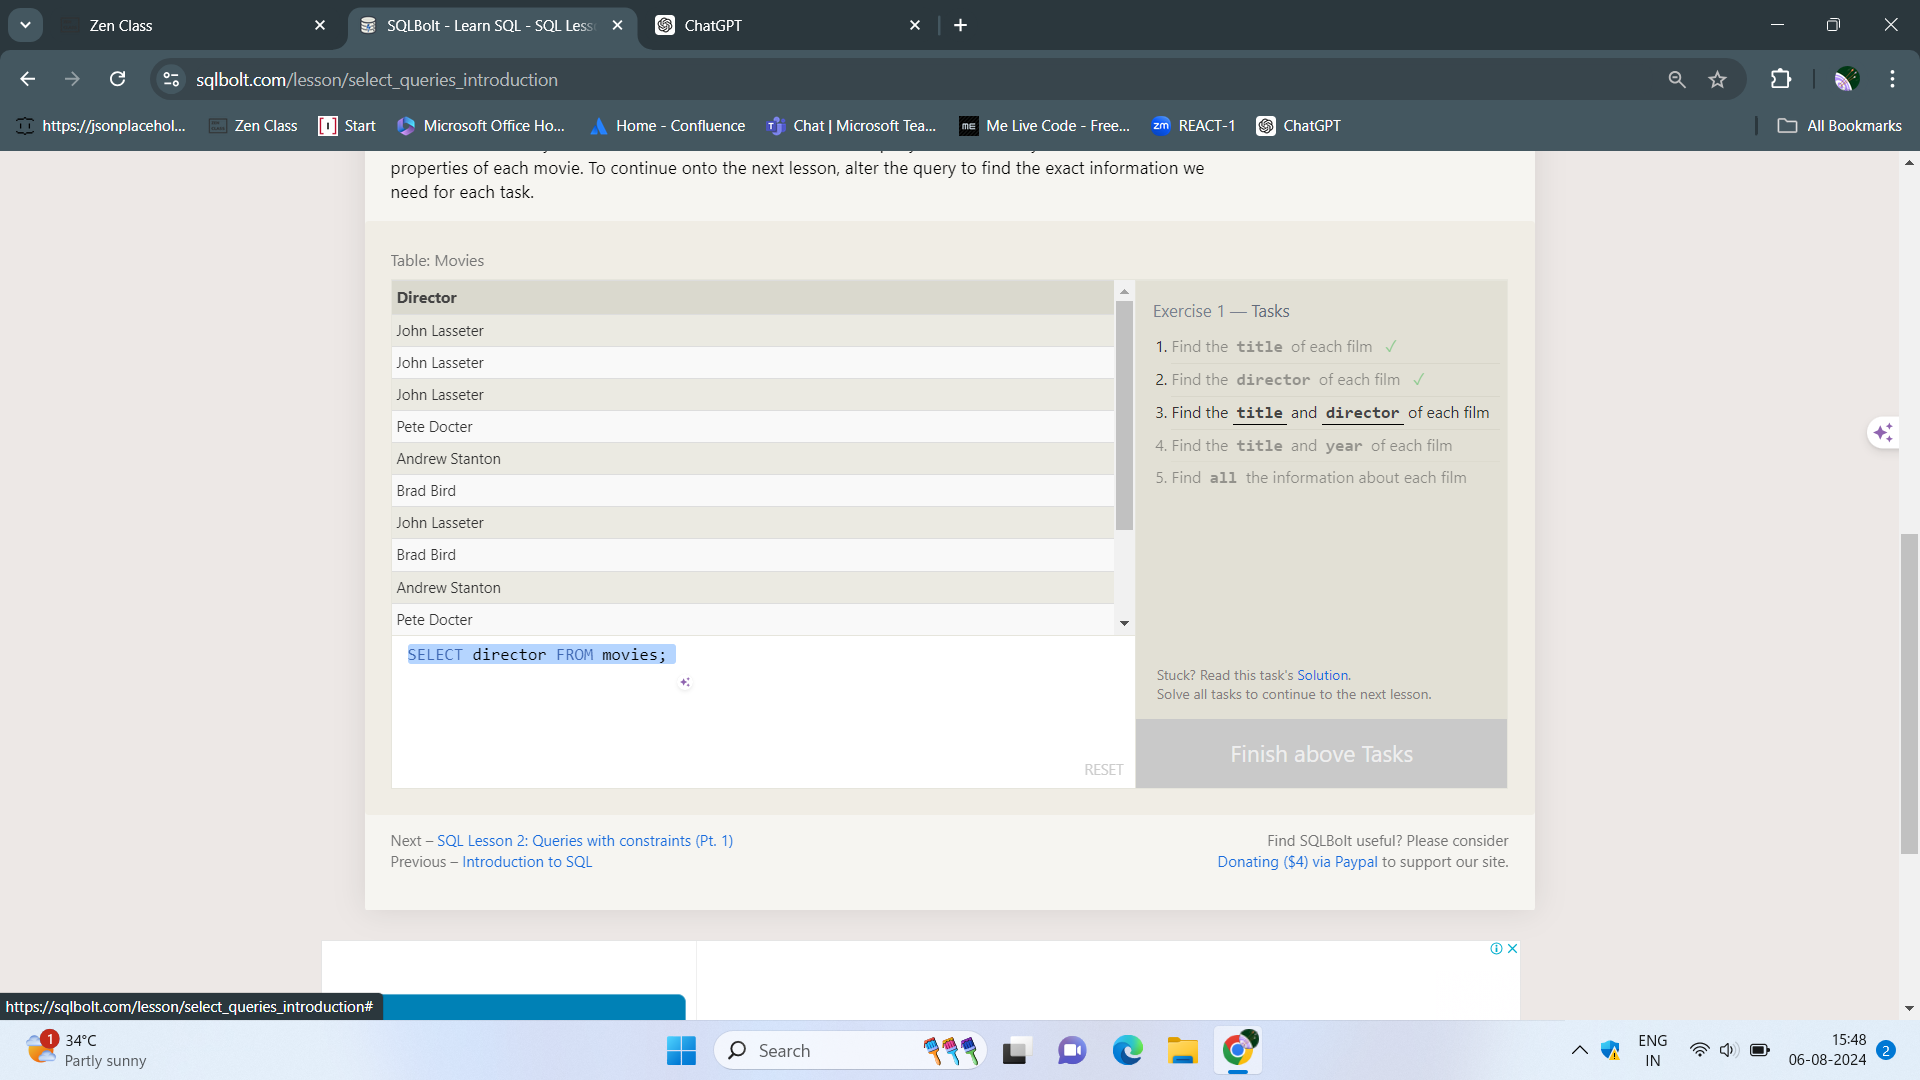 Zen Class
SQLBolt - Learn SQL - SQL Less
ChatGPT
sqlbolt.com/lesson/select_queries_introduction
https://jsonplacehol...
Zen Class
Start
Microsoft Office Ho...
Home - Confluence
Chat | Microsoft Tea...
ME
Me Live Code - Free...
zm
REACT-1
ChatGPT
All Bookmarks
properties of each movie. To continue onto the next lesson, alter the query to find the exact information we
need for each task.
Table: Movies
Director
John Lasseter
John Lasseter
John Lasseter
Pete Docter
Andrew Stanton
Brad Bird
John Lasseter
Brad Bird
Andrew Stanton
Pete Docter
SELECT director FROM movies;
RESET
Exercise 1 — Tasks
1. Find the title of each film ✓
2. Find the director of each film ✓
3. Find the title and director of each film
4. Find the title and year of each film
5. Find all the information about each film
Stuck? Read this task's Solution.
Solve all tasks to continue to the next lesson.
Finish above Tasks
Next – SQL Lesson 2: Queries with constraints (Pt. 1)
Previous – Introduction to SQL
Find SQLBolt useful? Please consider
Donating ($4) via Paypal to support our site.
https://sqlbolt.com/lesson/select_queries_introduction#
1
34°C
Partly sunny
Search
ENG
IN
15:48
06-08-2024
2